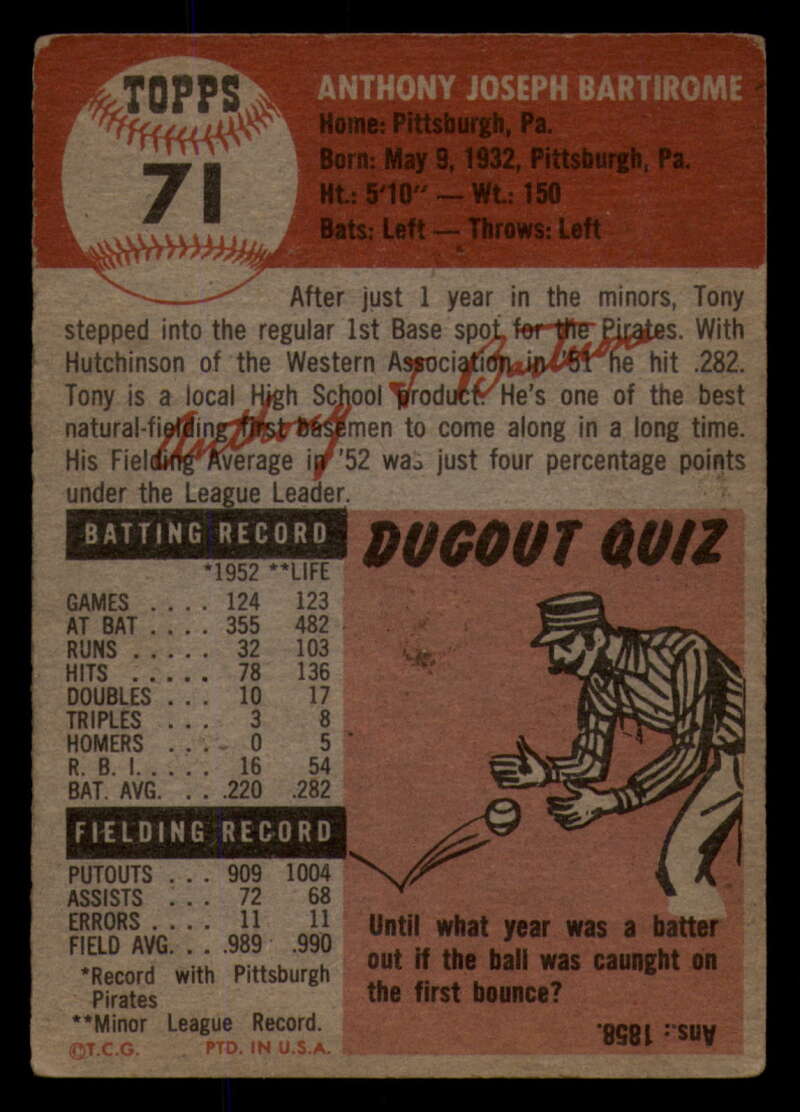 TOPPS
71
ANTHONY JOSEPH BARTIROME
Home: Pittsburgh, Pa.
Born: May 9, 1932, Pittsburgh, Pa.
Ht.: 5'10" — Wt.: 150
Bats: Left — Throws: Left
After just 1 year in the minors, Tony
stepped into the regular 1st Base spot for the Pirates. With
Hutchinson of the Western Association in '51 he hit .282.
Tony is a local High School product. He's one of the best
natural-fielding first basemen to come along in a long time.
His Fielding Average in '52 was just four percentage points
under the League Leader.
BATTING RECORD
*1952 **LIFE
GAMES . . . . 124 123
AT BAT . . . . 355 482
RUNS . . . . . 32 103
HITS . . . . . 78 136
DOUBLES . . . 10 17
TRIPLES . . . 3 8
HOMERS . . . 0 5
R. B. I. . . . . 16 54
BAT. AVG. . . .220 .282
FIELDING RECORD
PUTOUTS . . . 909 1004
ASSISTS . . . 72 68
ERRORS . . . . 11 11
FIELD AVG. . . .989 .990
*Record with Pittsburgh
Pirates
**Minor League Record.
©T.C.G. PTD. IN U.S.A.
DUGOUT QUIZ
Until what year was a batter
out if the ball was caunght on
the first bounce?
Ans.: 1858.